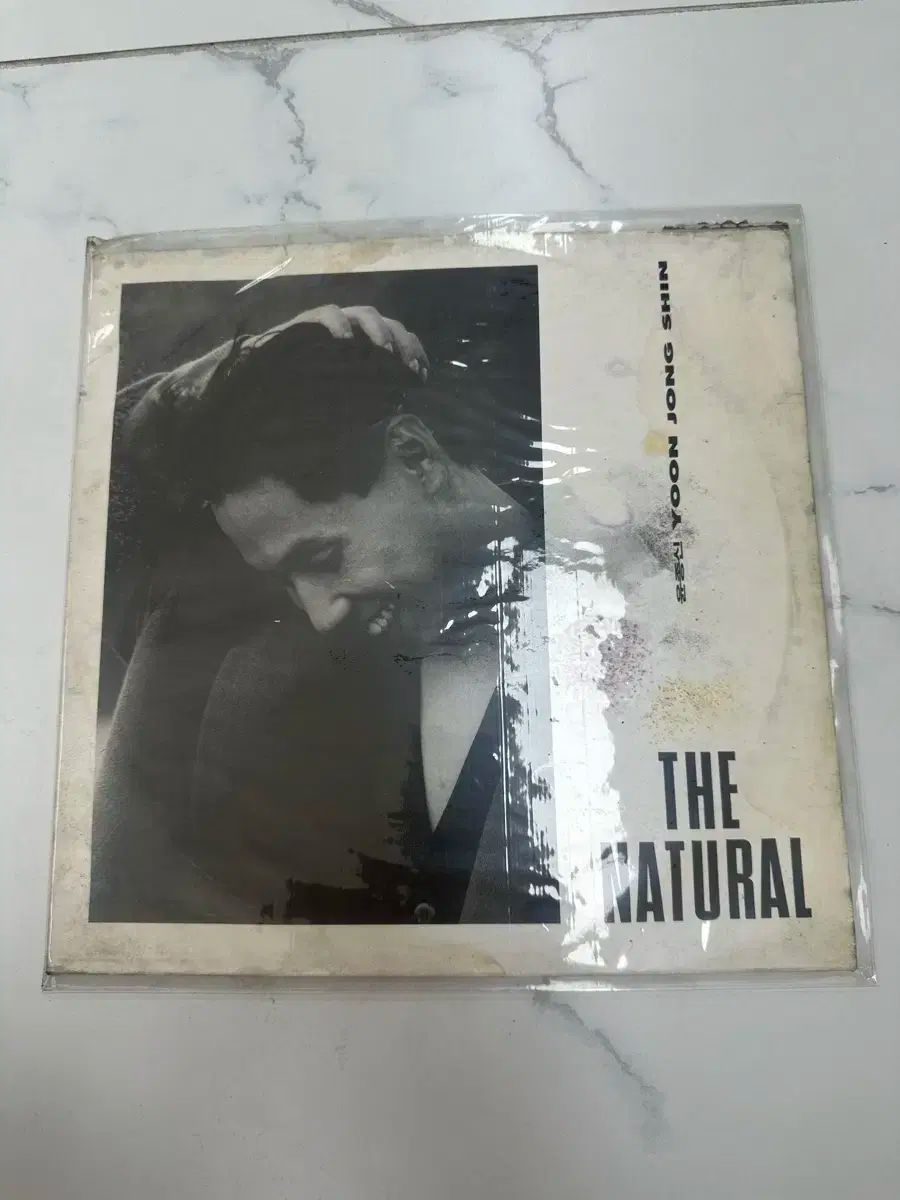 윤종신 YOON JONG SHIN
THE
NATURAL